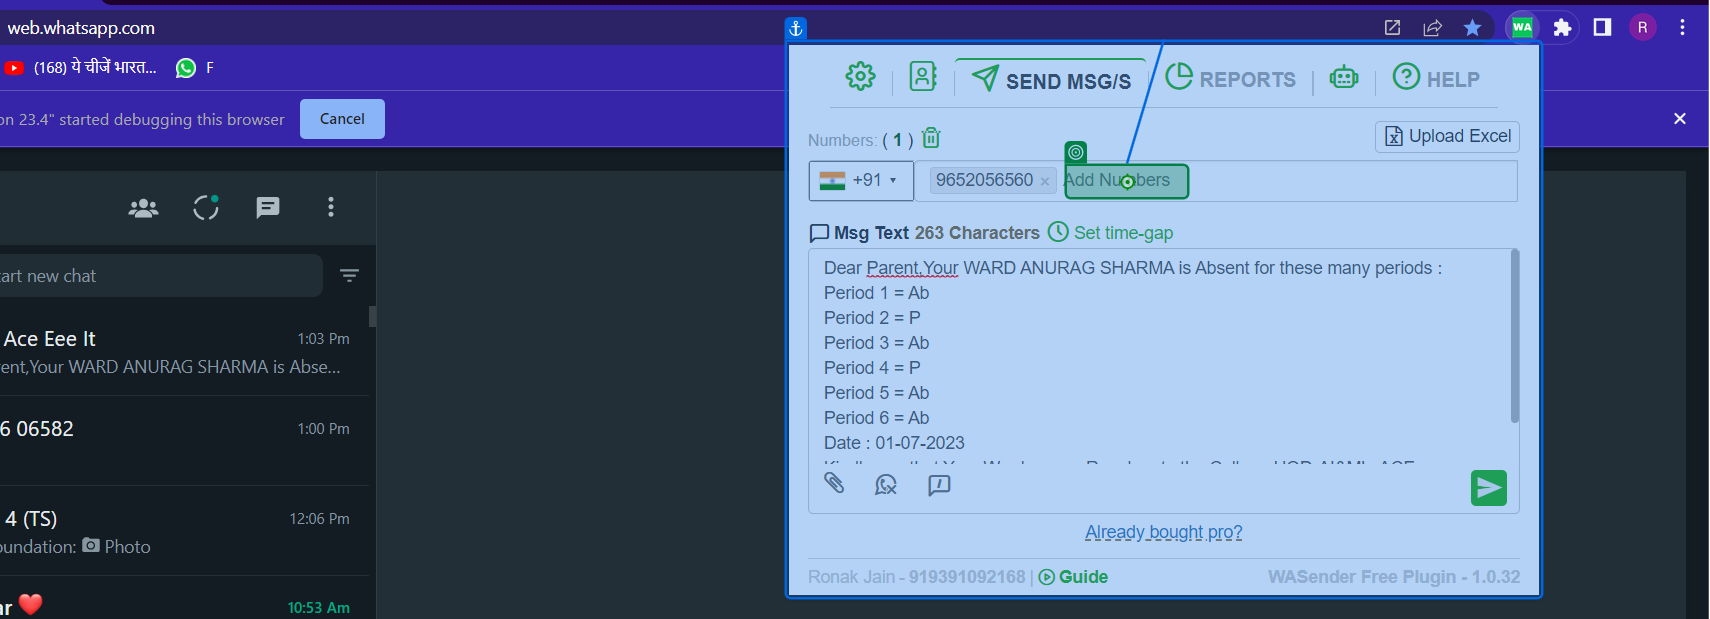 web.whatsapp.com
WA
R
(168) ये चीजें भारत...
F
on 23.4" started debugging this browser
Cancel
SEND MSG/S
REPORTS
HELP
Numbers: ( 1 )
Upload Excel
+91
9652056560 ×
Add Numbers
Msg Text 263 Characters
Set time-gap
Dear Parent,Your WARD ANURAG SHARMA is Absent for these many periods :
Period 1 = Ab
Period 2 = P
Period 3 = Ab
Period 4 = P
Period 5 = Ab
Period 6 = Ab
Date : 01-07-2023
Already bought pro?
Ronak Jain - 919391092168 | Guide
WASender Free Plugin - 1.0.32
tart new chat
Ace Eee It
1:03 Pm
ent,Your WARD ANURAG SHARMA is Abse...
6 06582
1:00 Pm
4 (TS)
12:06 Pm
oundation: Photo
ar ❤️
10:53 Am